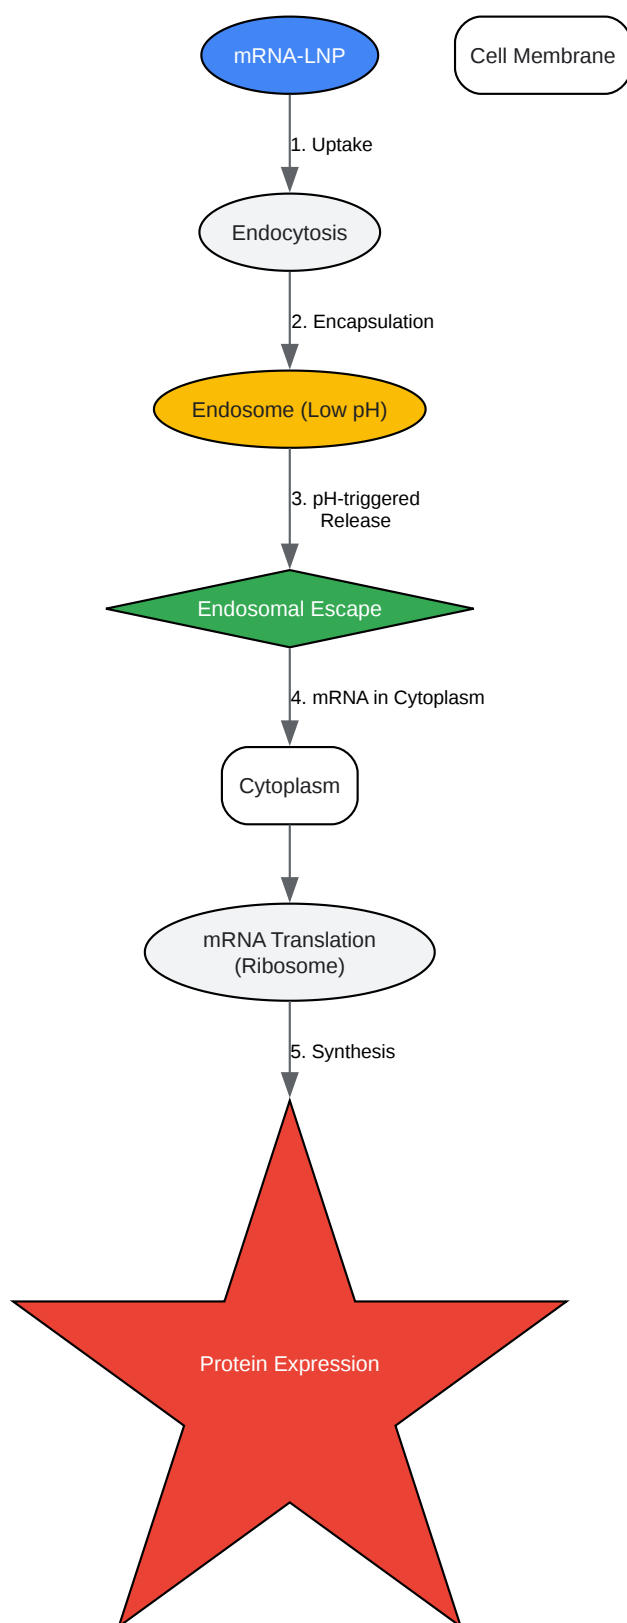 mRNA-LNP
Cell Membrane
1. Uptake
Endocytosis
2. Encapsulation
Endosome (Low pH)
3. pH-triggered
Release
Endosomal Escape
4. mRNA in Cytoplasm
Cytoplasm
mRNA Translation
(Ribosome)
5. Synthesis
Protein Expression